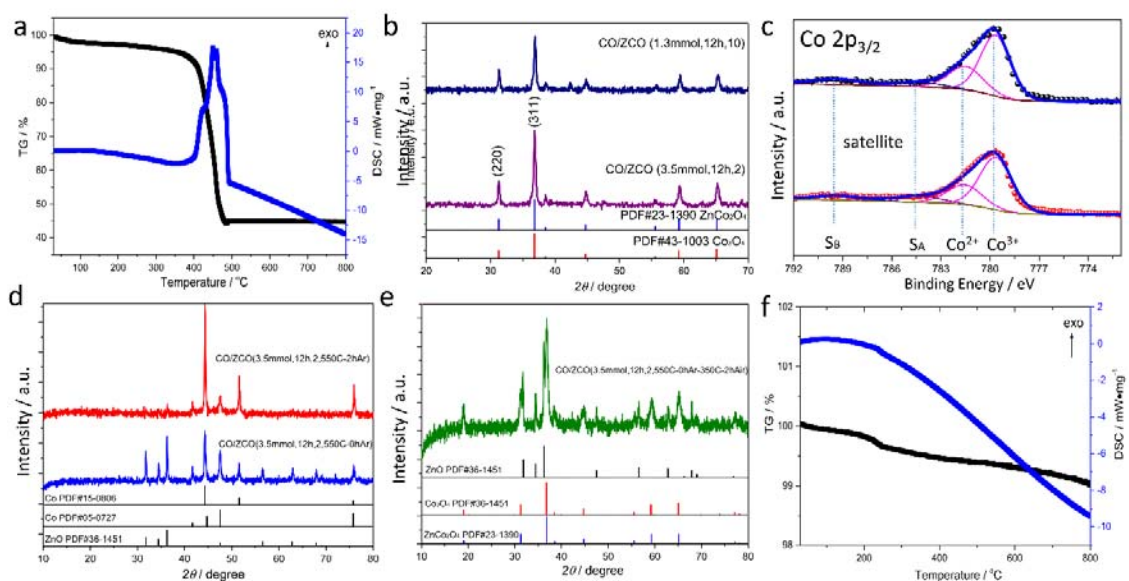 a
exo
TG / %
100
90
80
70
60
50
40
20
15
10
5
0
-5
-10
-15
DSC / mW•mg⁻¹
0 100 200 300 400 500 600 700 800
Temperature / °C
b
CO/ZCO (1.3mmol,12h,10)
Intensity / a.u.
Intensity / a.u.
(220)
(311)
CO/ZCO (3.5mmol,12h,2)
PDF#23-1390 ZnCo₂O₄
PDF#43-1003 Co₃O₄
20 30 40 50 60 70
2θ / degree
c
Co 2p3/2
Intensity / a.u.
satellite
SB SA Co²⁺ Co³⁺
792 789 786 783 780 777 774
Binding Energy / eV
d
CO/ZCO(3.5mmol,12h,2,550C-2hAr)
Intensity / a.u.
CO/ZCO(3.5mmol,12h,2,550C-0hAr)
Co PDF#15-0806
Co PDF#05-0727
ZnO PDF#36-1451
10 20 30 40 50 60 70 80
2θ / degree
e
CO/ZCO(3.5mmol,12h,2,550C-0hAr-350C-2hAir)
Intensity / a.u.
ZnO PDF#36-1451
Co₃O₄ PDF#36-1451
ZnCo₂O₄ PDF#23-1390
10 20 30 40 50 60 70 80
2θ / degree
f
exo
TG / %
102
101
100
99
98
2
0
-2
-4
-6
-8
-10
DSC / mW•mg⁻¹
200 400 600 800
Temperature / °C